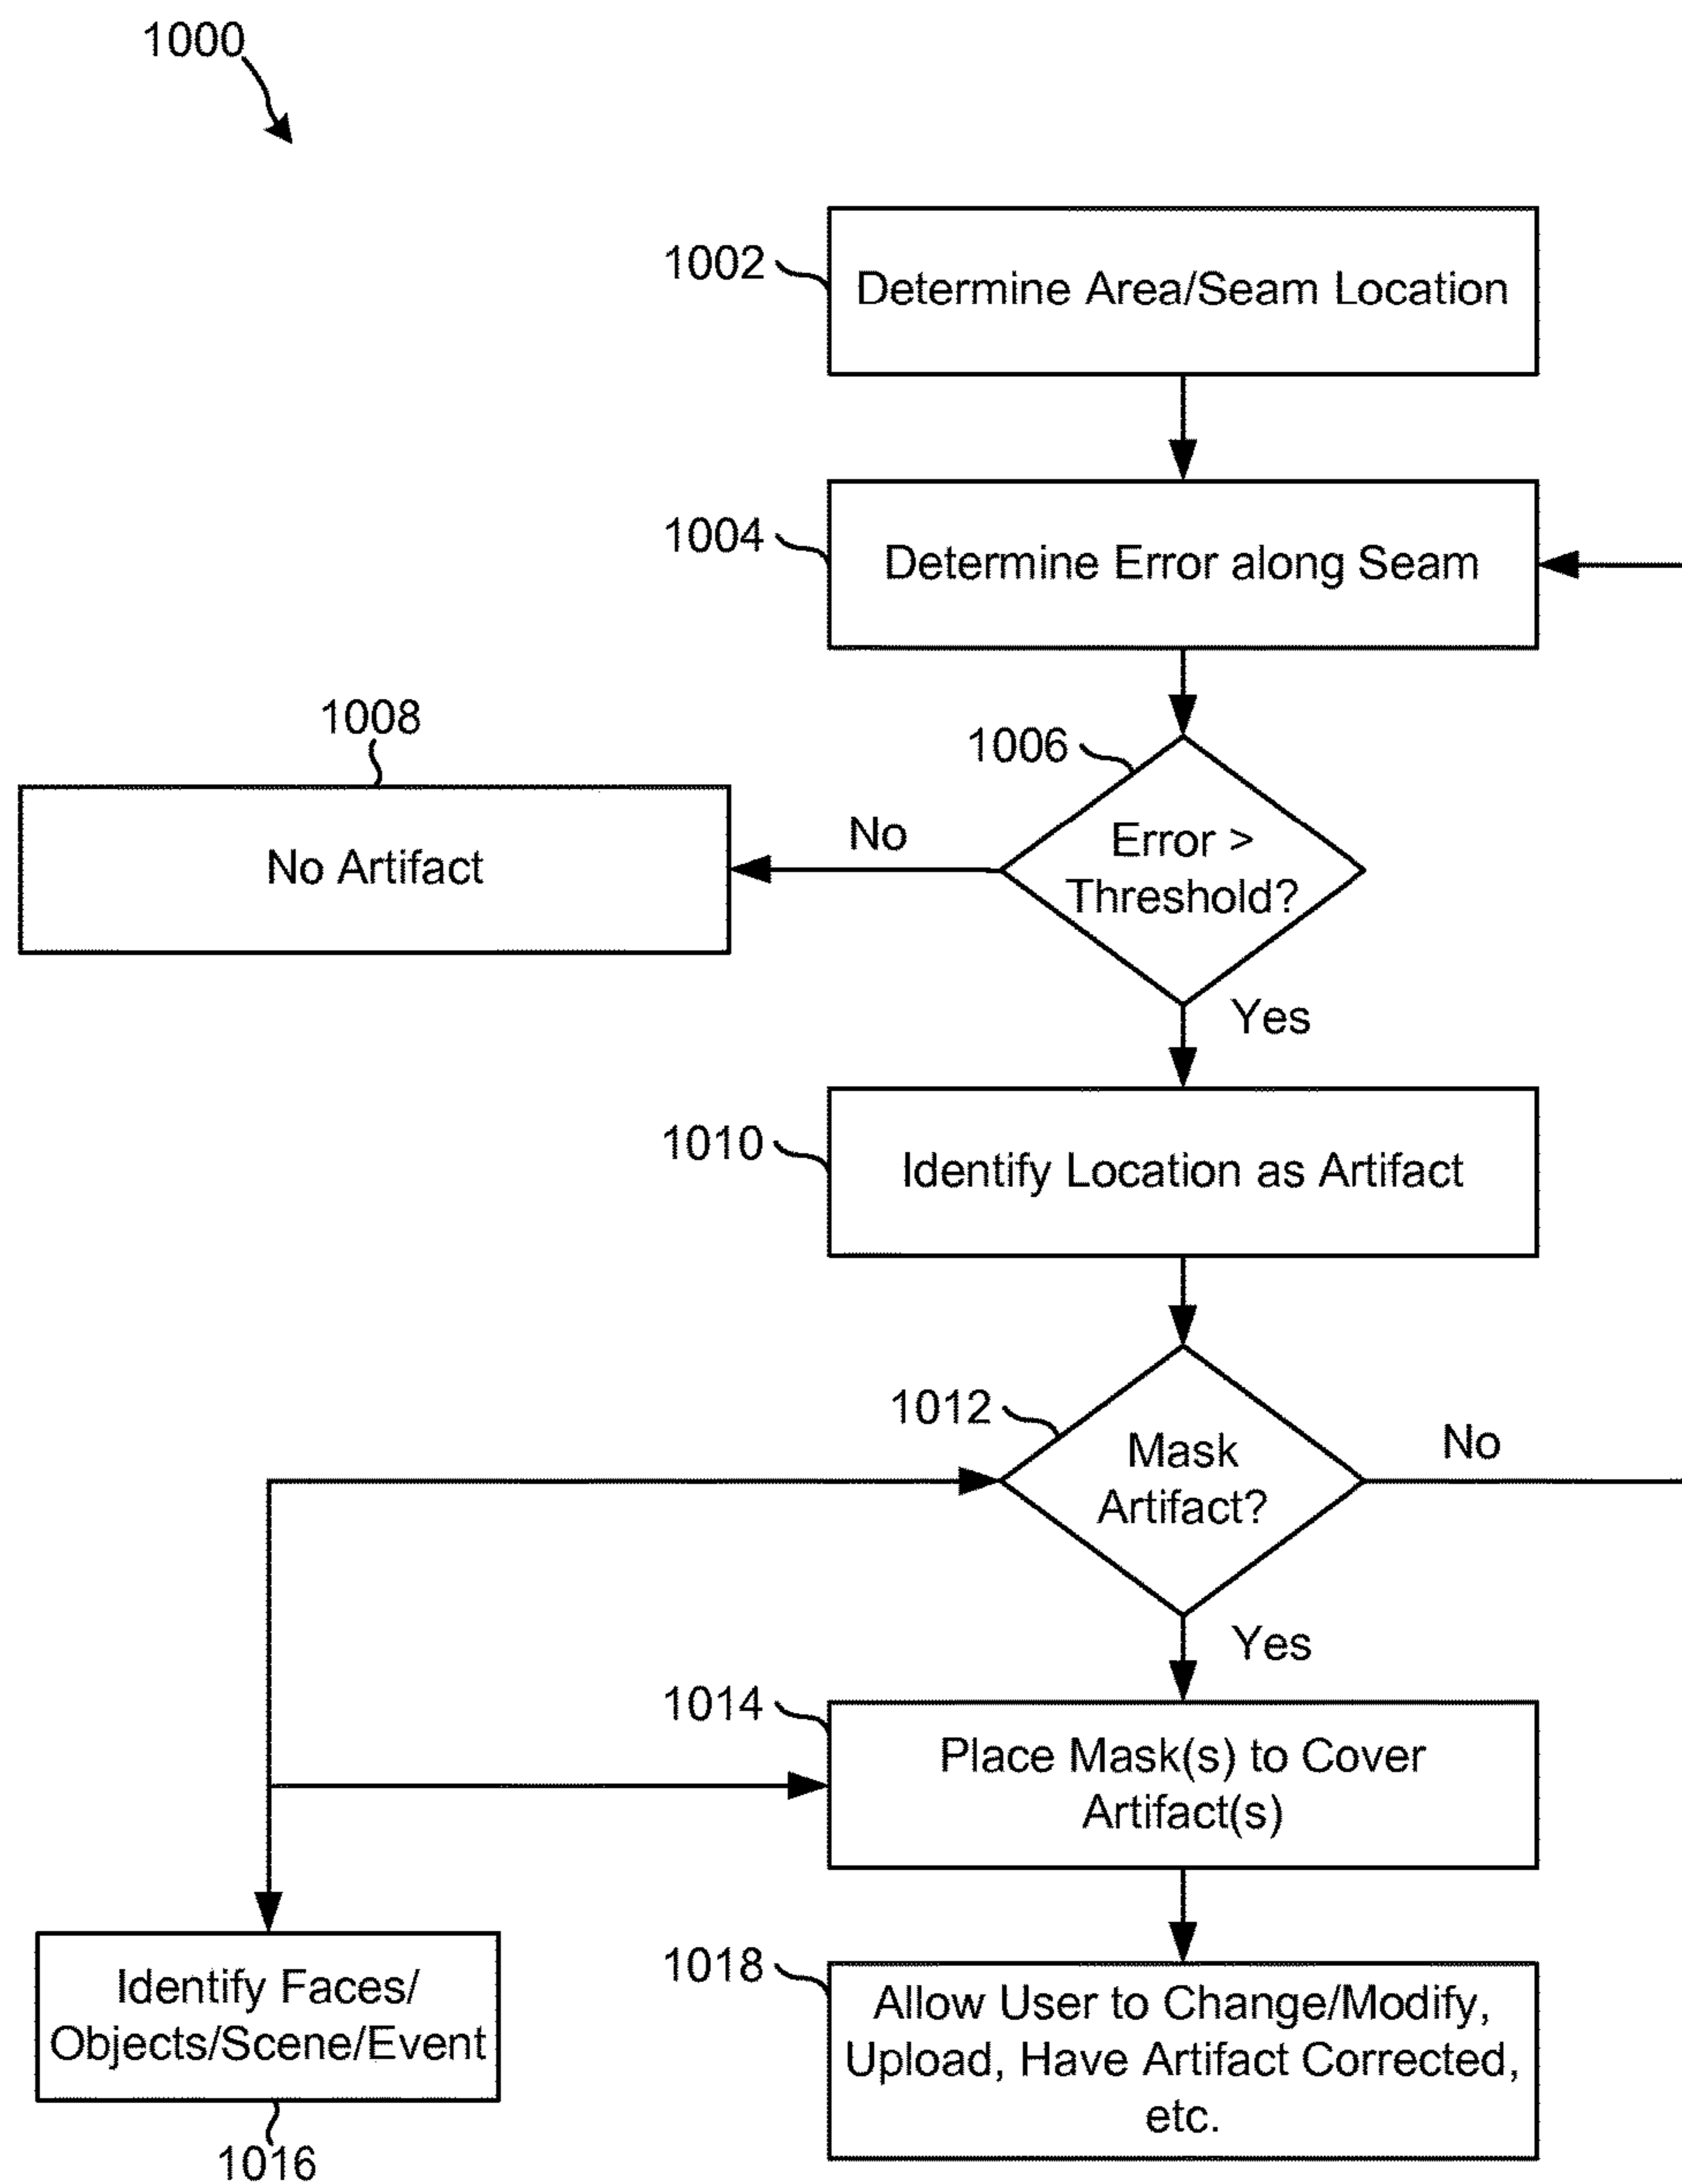 1000
1002
Determine Area/Seam Location
1004
Determine Error along Seam
1008
No Artifact
No
1006
Error >
Threshold?
Yes
1010
Identify Location as Artifact
1012
Mask
Artifact?
No
Yes
1014
Place Mask(s) to Cover
Artifact(s)
Identify Faces/
Objects/Scene/Event
1016
1018
Allow User to Change/Modify,
Upload, Have Artifact Corrected,
etc.